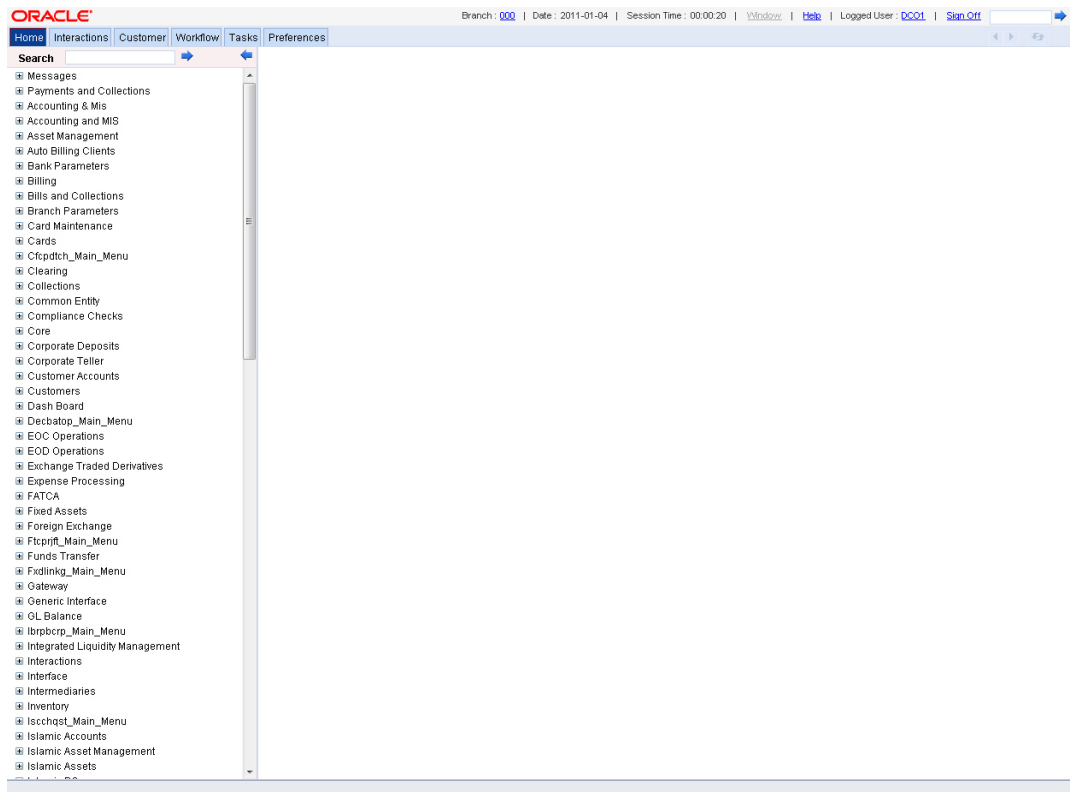 ORACLE
Branch : 000 | Date : 2011-01-04 | Session Time : 00:00:20 | Window | Help | Logged User : DCO1 | Sign Off
Home Interactions Customer Workflow Tasks Preferences
Search
Messages
Payments and Collections
Accounting & Mis
Accounting and MIS
Asset Management
Auto Billing Clients
Bank Parameters
Billing
Bills and Collections
Branch Parameters
Card Maintenance
Cards
Cfcpdtch_Main_Menu
Clearing
Collections
Common Entity
Compliance Checks
Core
Corporate Deposits
Corporate Teller
Customer Accounts
Customers
Dash Board
Decbatop_Main_Menu
EOC Operations
EOD Operations
Exchange Traded Derivatives
Expense Processing
FATCA
Fixed Assets
Foreign Exchange
Ftcprjft_Main_Menu
Funds Transfer
Fxdlinkg_Main_Menu
Gateway
Generic Interface
GL Balance
Ibrpbcrp_Main_Menu
Integrated Liquidity Management
Interactions
Interface
Intermediaries
Inventory
Iscchqst_Main_Menu
Islamic Accounts
Islamic Asset Management
Islamic Assets